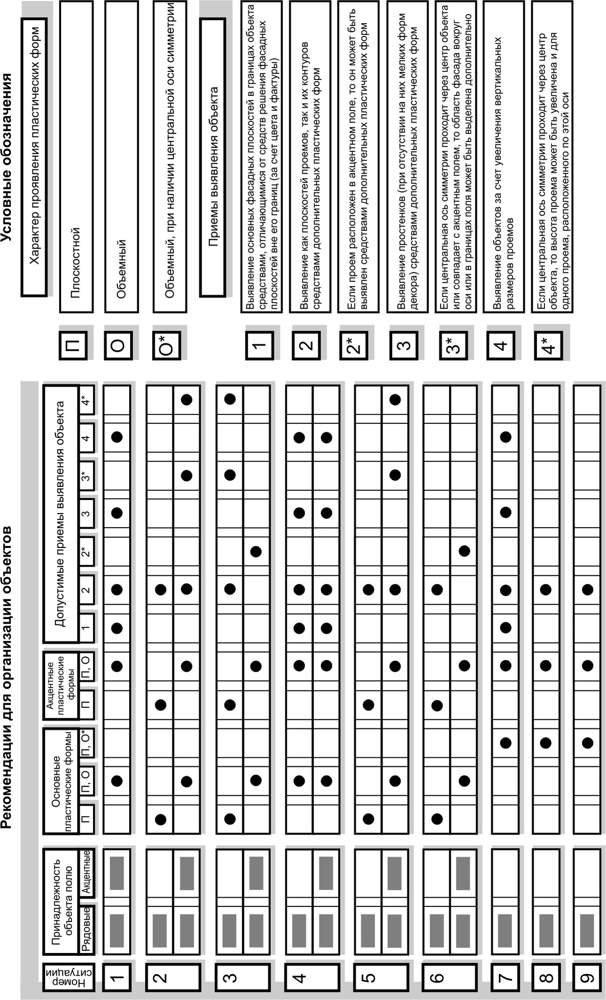 Рекомендации для организации объектов
Номер
ситуации
Принадлежность
объекта полю
Рядовые
Акцентные
Основные
пластические формы
П
П, О
П, О*
Акцентные
пластические
формы
П
П, О
Допустимые приемы выявления объекта
1
2
2*
3
3*
4
4*
1
2
3
4
5
6
7
8
9
Условные обозначения
Характер проявления пластических форм
П
Плоскостной
О
Объемный
О*
Объемный, при наличии центральной оси симметрии
Приемы выявления объекта
1
Выявление основных фасадных плоскостей в границах объекта
средствами, отличающимися от средств решения фасадных
плоскостей вне его границ (за счет цвета и фактуры)
2
Выявление как плоскостей проемов, так и их контуров
средствами дополнительных пластических форм
2*
Если проем расположен в акцентном поле, то он может быть
выявлен средствами дополнительных пластических форм
3
Выявление простенков (при отсутствии на них мелких форм
декора) средствами дополнительных пластических форм
3*
Если центральная ось симметрии проходит через центр объекта
или совпадает с акцентным полем, то область фасада вокруг
оси или в границах поля может быть выделена дополнительно
4
Выявление объектов за счет увеличения вертикальных
размеров проемов
4*
Если центральная ось симметрии проходит через центр
объекта, то высота проема может быть увеличена и для
одного проема, расположенного по этой оси